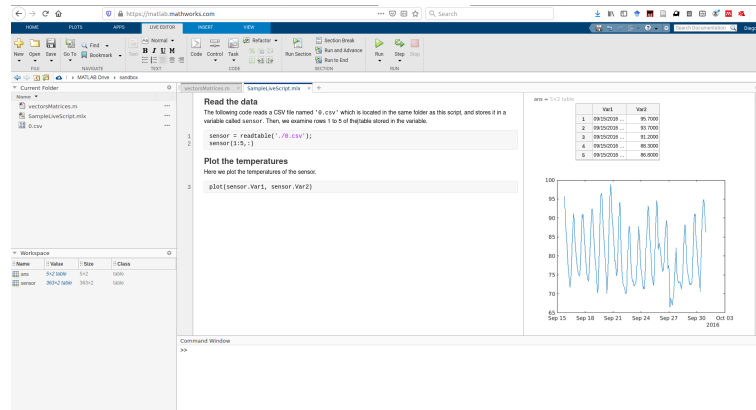 https://matlab.mathworks.com
Search
HOME PLOTS APPS LIVE EDITOR INSERT VIEW
Search Documentation Diego
New Open Save Go To Find Bookmark Text Normal B I U M Code Control Task Refactor Run Section Section Break Run and Advance Run to End Run Step Stop
FILE NAVIGATE TEXT CODE SECTION RUN
MATLAB Drive › sandbox
Current Folder
Name
vectorsMatrices.m
SampleLiveScript.mlx
0.csv
Workspace
Name Value Size Class
ans 5×2 table 5×2 table
sensor 363×2 table 363×2 table
vectorsMatrices.m SampleLiveScript.mlx
Read the data
The following code reads a CSV file named '0.csv' which is located in the same folder as this script, and stores it in a
variable called sensor. Then, we examine rows 1 to 5 of the table stored in the variable.
1 sensor = readtable('./0.csv');
2 sensor(1:5,:)
Plot the temperatures
Here we plot the temperatures of the sensor.
3 plot(sensor.Var1, sensor.Var2)
ans = 5×2 table
Var1 Var2
1 09/15/2016 ... 95.7000
2 09/15/2016 ... 93.7000
3 09/15/2016 ... 91.2000
4 09/15/2016 ... 88.3000
5 09/15/2016 ... 86.8000
100
95
90
85
80
75
70
65
Sep 15 Sep 18 Sep 21 Sep 24 Sep 27 Sep 30 Oct 03
2016
Command Window
>>